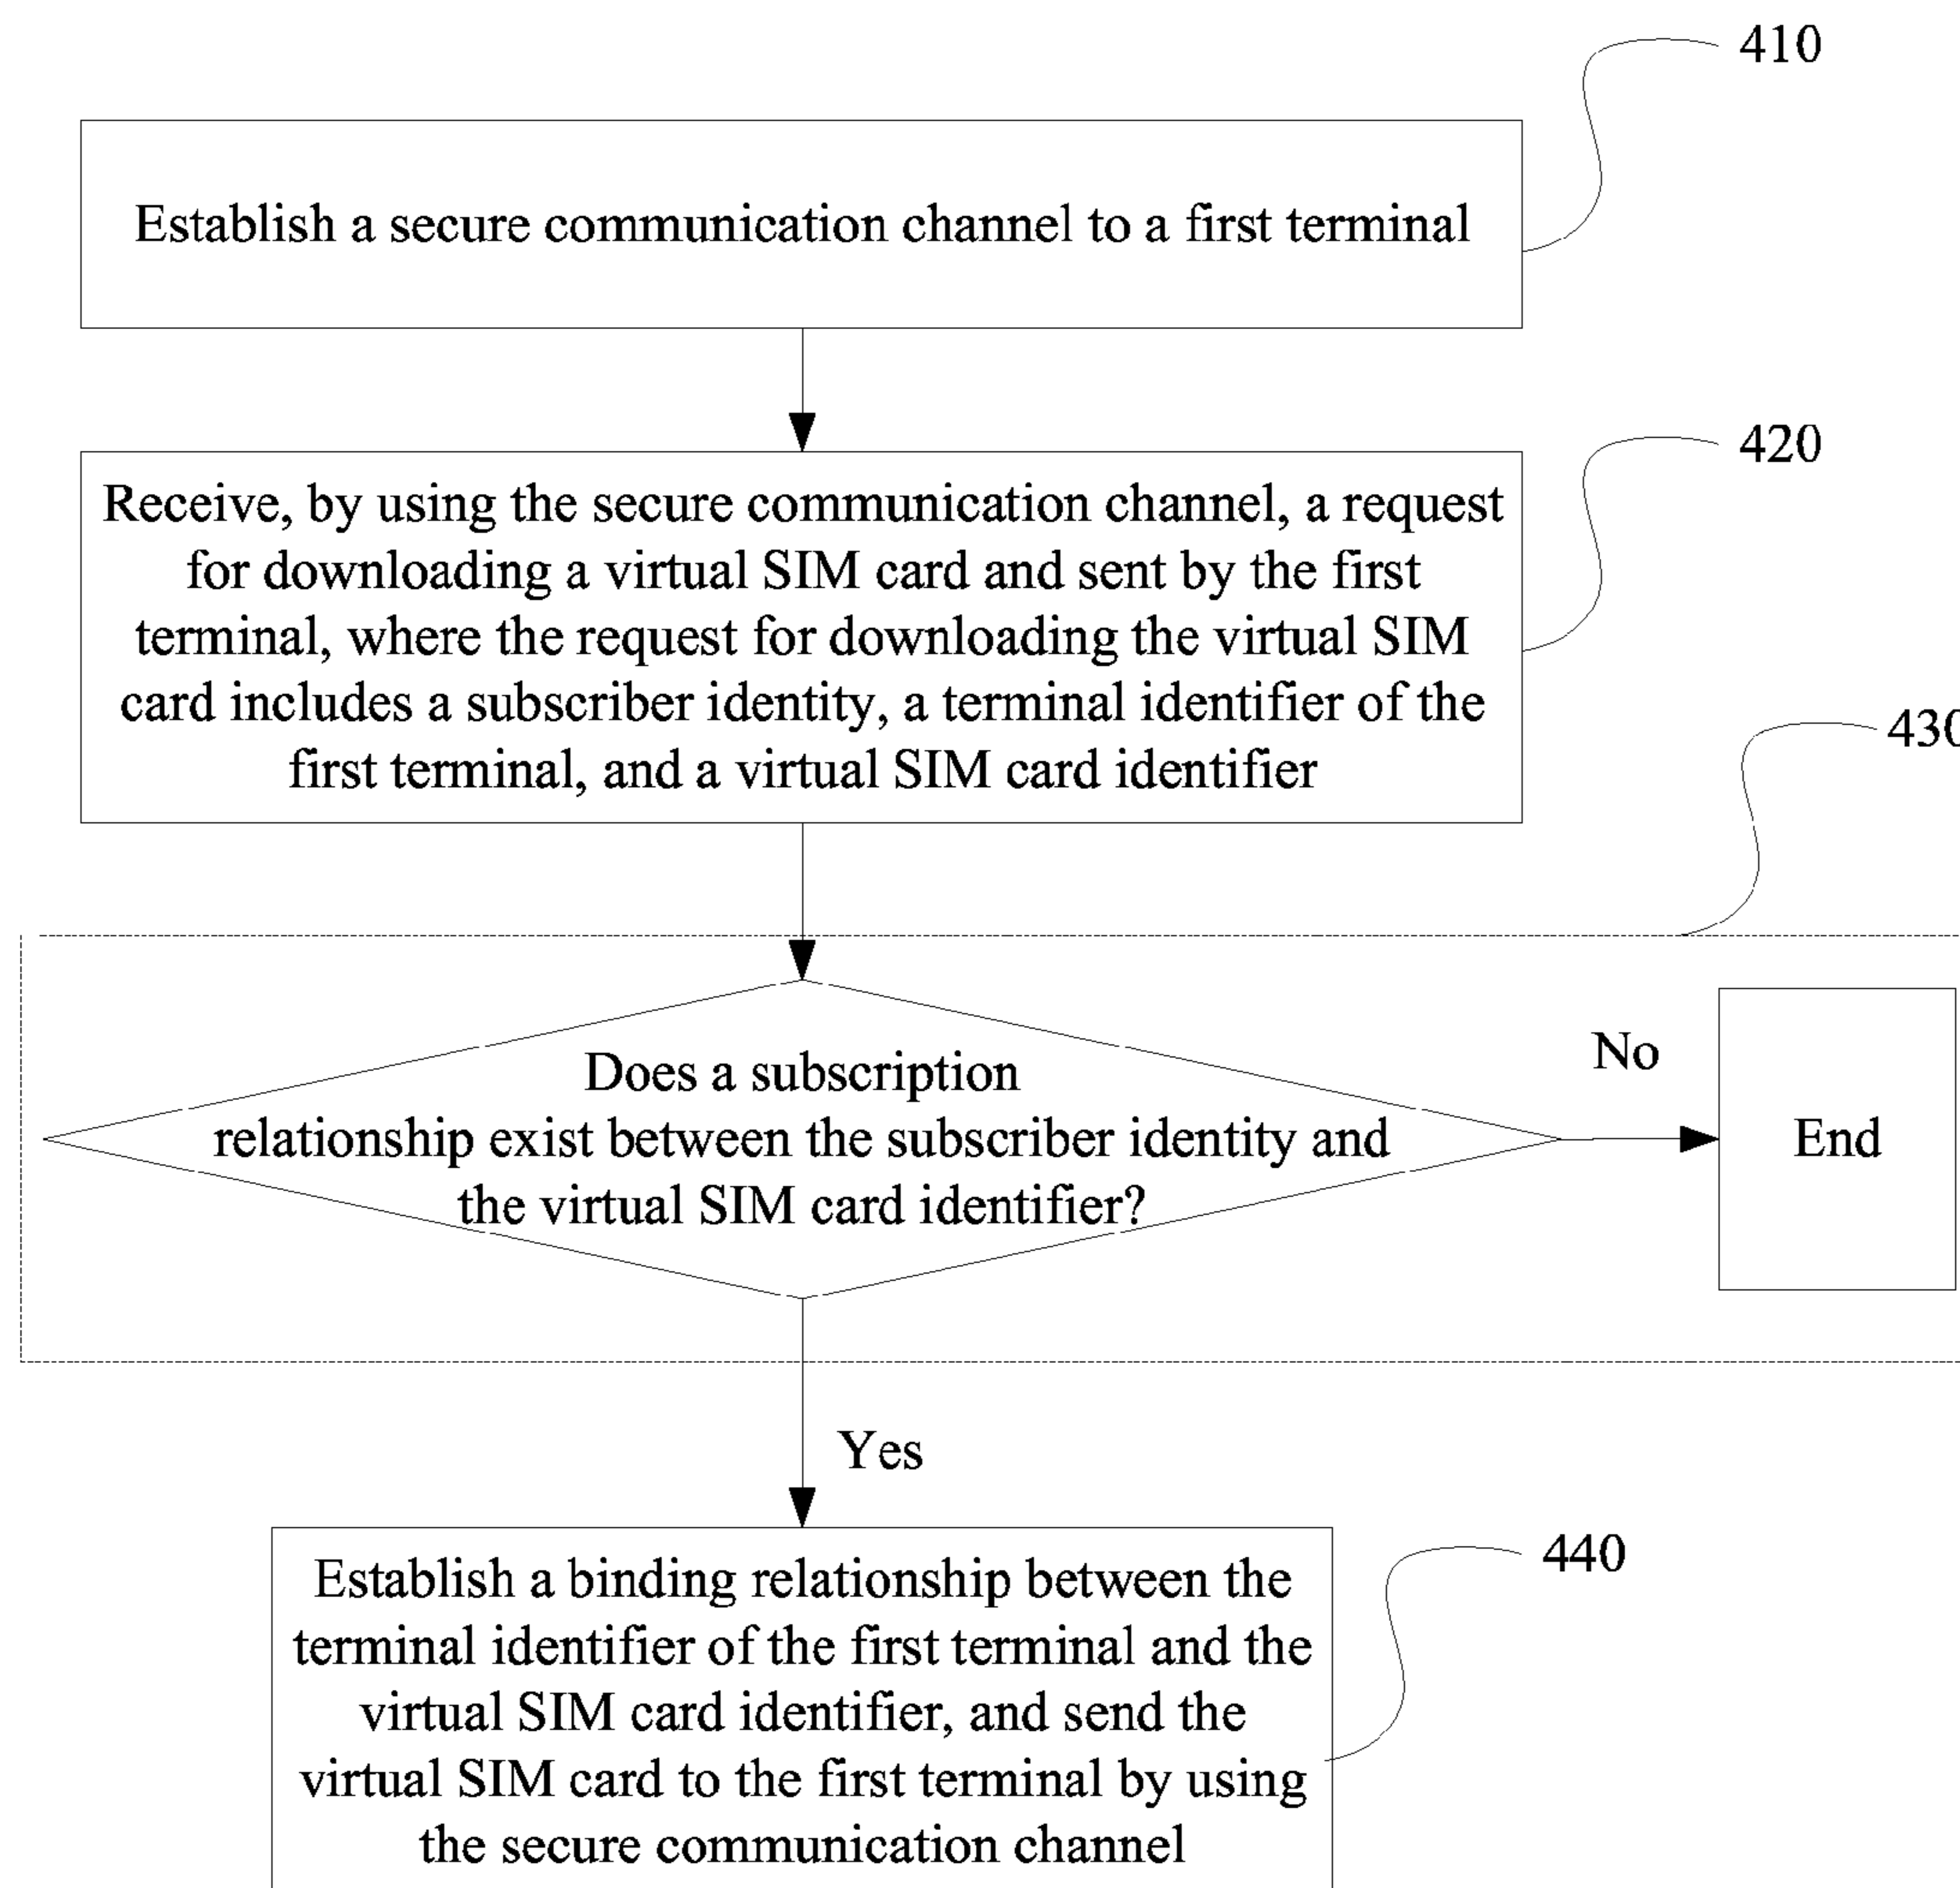 410
Establish a secure communication channel to a first terminal
420
Receive, by using the secure communication channel, a request
for downloading a virtual SIM card and sent by the first
terminal, where the request for downloading the virtual SIM
card includes a subscriber identity, a terminal identifier of the
first terminal, and a virtual SIM card identifier
430
Does a subscription
relationship exist between the subscriber identity and
the virtual SIM card identifier?
No
End
Yes
440
Establish a binding relationship between the
terminal identifier of the first terminal and the
virtual SIM card identifier, and send the
virtual SIM card to the first terminal by using
the secure communication channel